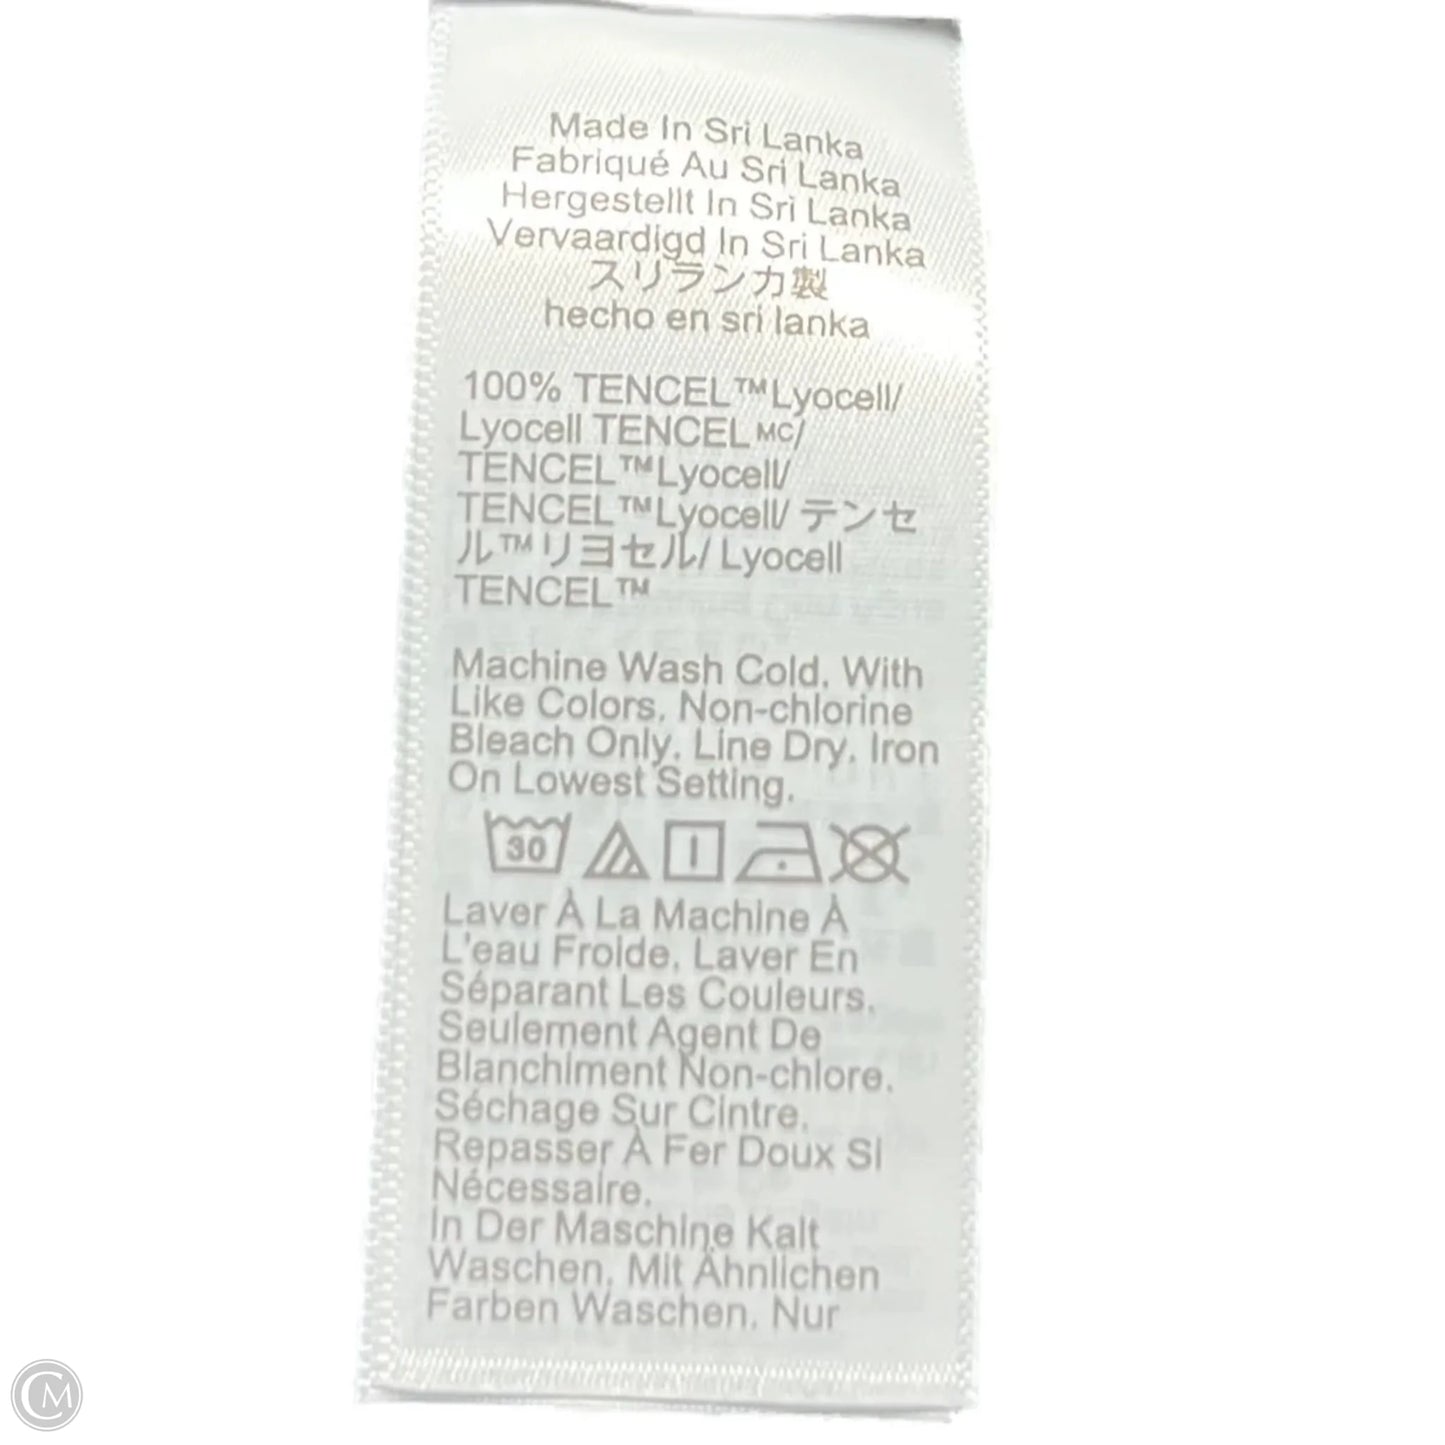 Made In Sri Lanka
Fabriqué Au Sri Lanka
Hergestellt In Sri Lanka
Vervaardigd In Sri Lanka
スリランカ製
hecho en sri lanka
100% TENCEL™Lyocell/
Lyocell TENCEL MC/
TENCEL™Lyocell/
TENCEL™Lyocell/ テンセ
ル™リヨセル/ Lyocell
TENCEL™
Machine Wash Cold. With
Like Colors. Non-chlorine
Bleach Only. Line Dry. Iron
On Lowest Setting.
30
Laver À La Machine À
L'eau Froide. Laver En
Séparant Les Couleurs.
Seulement Agent De
Blanchiment Non-chlore.
Séchage Sur Cintre.
Repasser À Fer Doux Si
Nécessaire.
In Der Maschine Kalt
Waschen. Mit Ähnlichen
Farben Waschen. Nur
CM